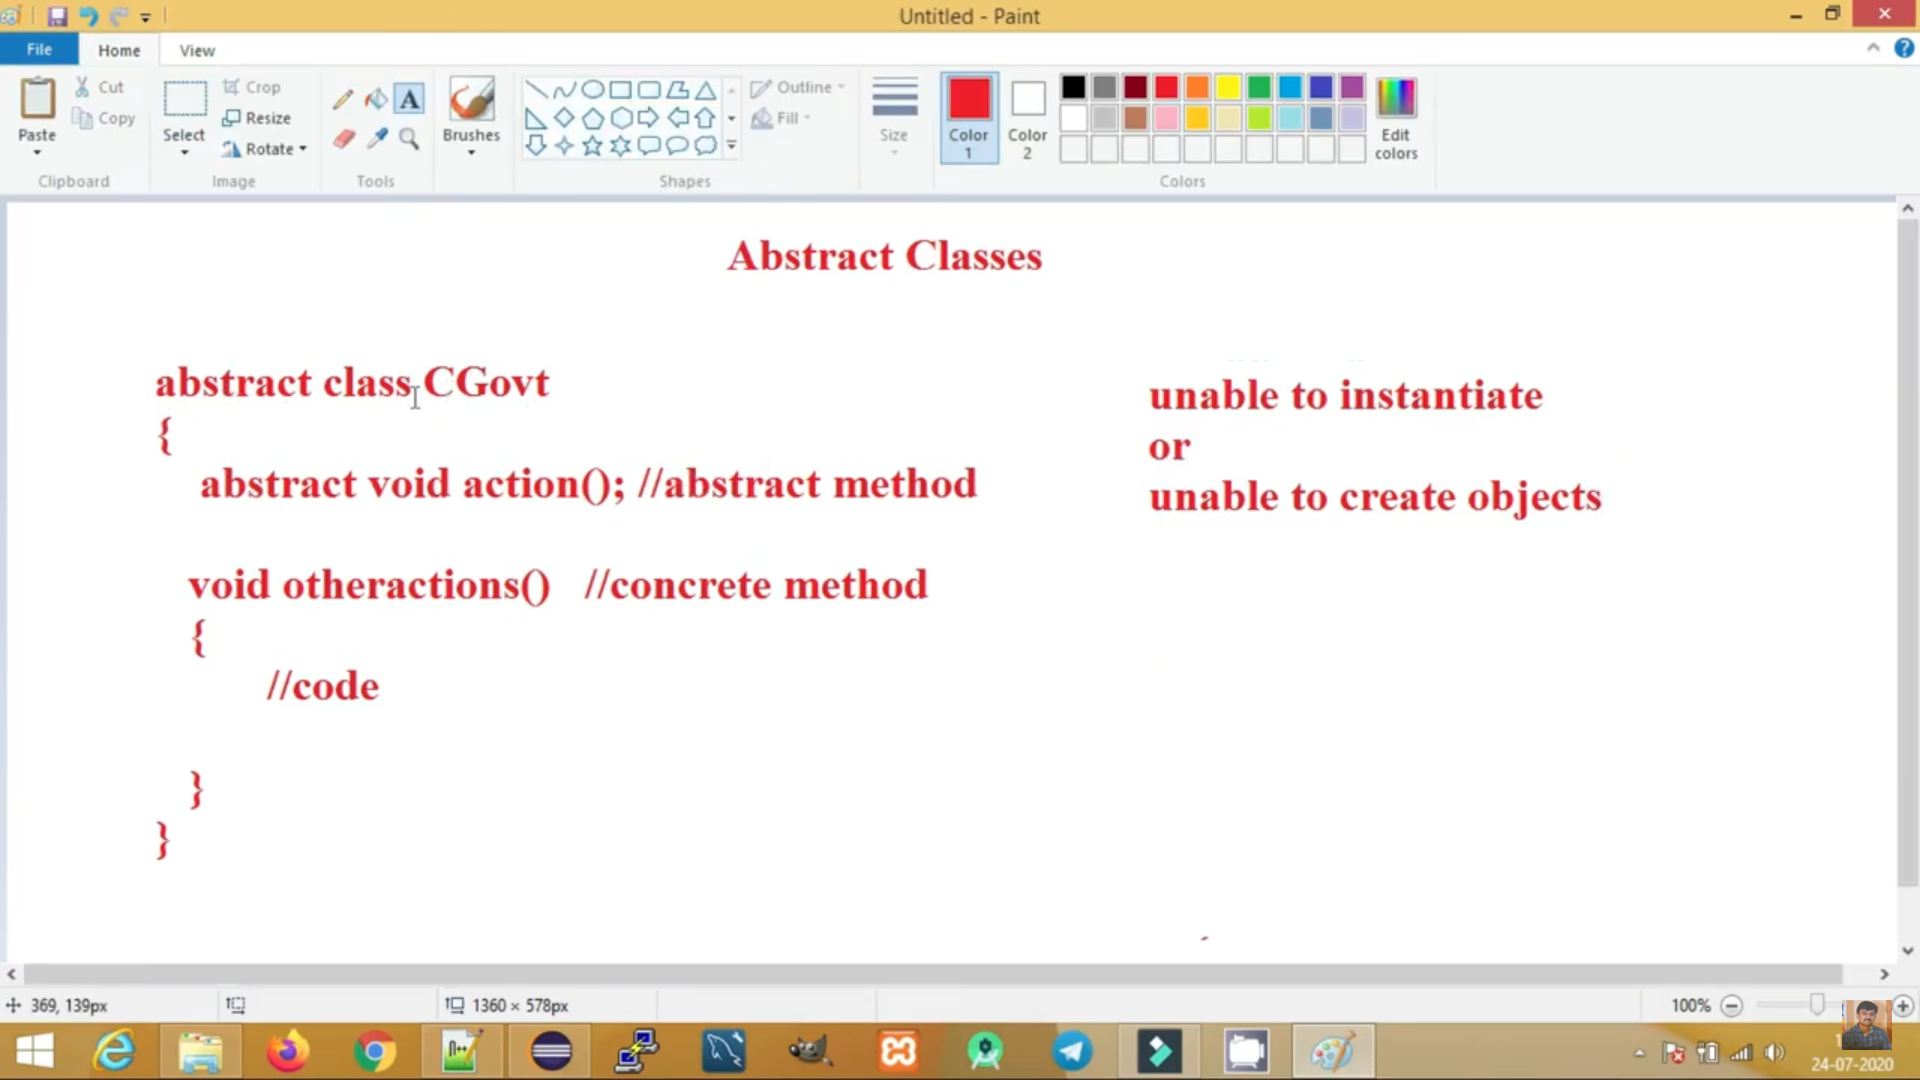 Untitled - Paint
File
Home
View
Paste
Cut
Copy
Clipboard
Select
Crop
Resize
Rotate
Image
A
Tools
Brushes
Outline
Fill
Shapes
Size
Color 1
Color 2
Edit colors
Colors
Abstract Classes
abstract class CGovt
{
abstract void action(); //abstract method
void otheractions() //concrete method
{
//code
}
}
unable to instantiate
or
unable to create objects
369, 139px
1360 × 578px
100%
24-07-2020